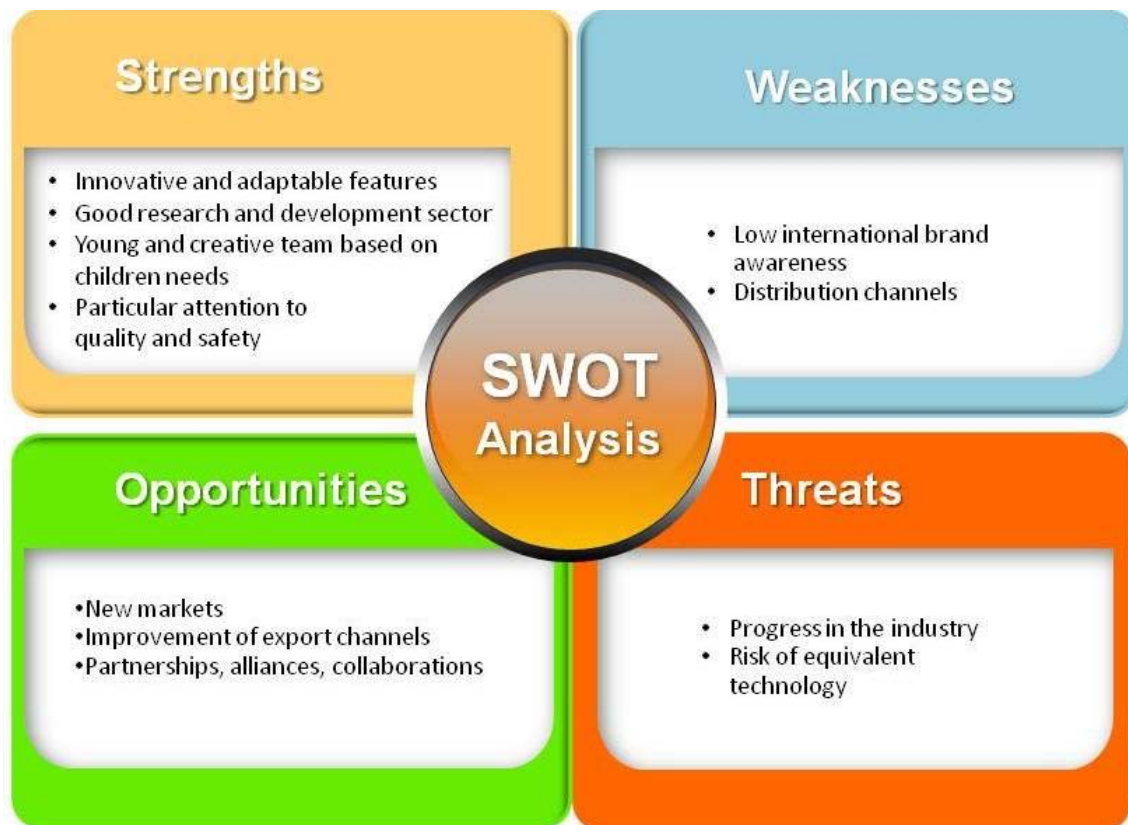 Strengths
• Innovative and adaptable features
• Good research and development sector
• Young and creative team based on
children needs
• Particular attention to
quality and safety
Weaknesses
• Low international brand
awareness
• Distribution channels
SWOT
Analysis
Opportunities
•New markets
•Improvement of export channels
•Partnerships, alliances, collaborations
Threats
• Progress in the industry
• Risk of equivalent
technology